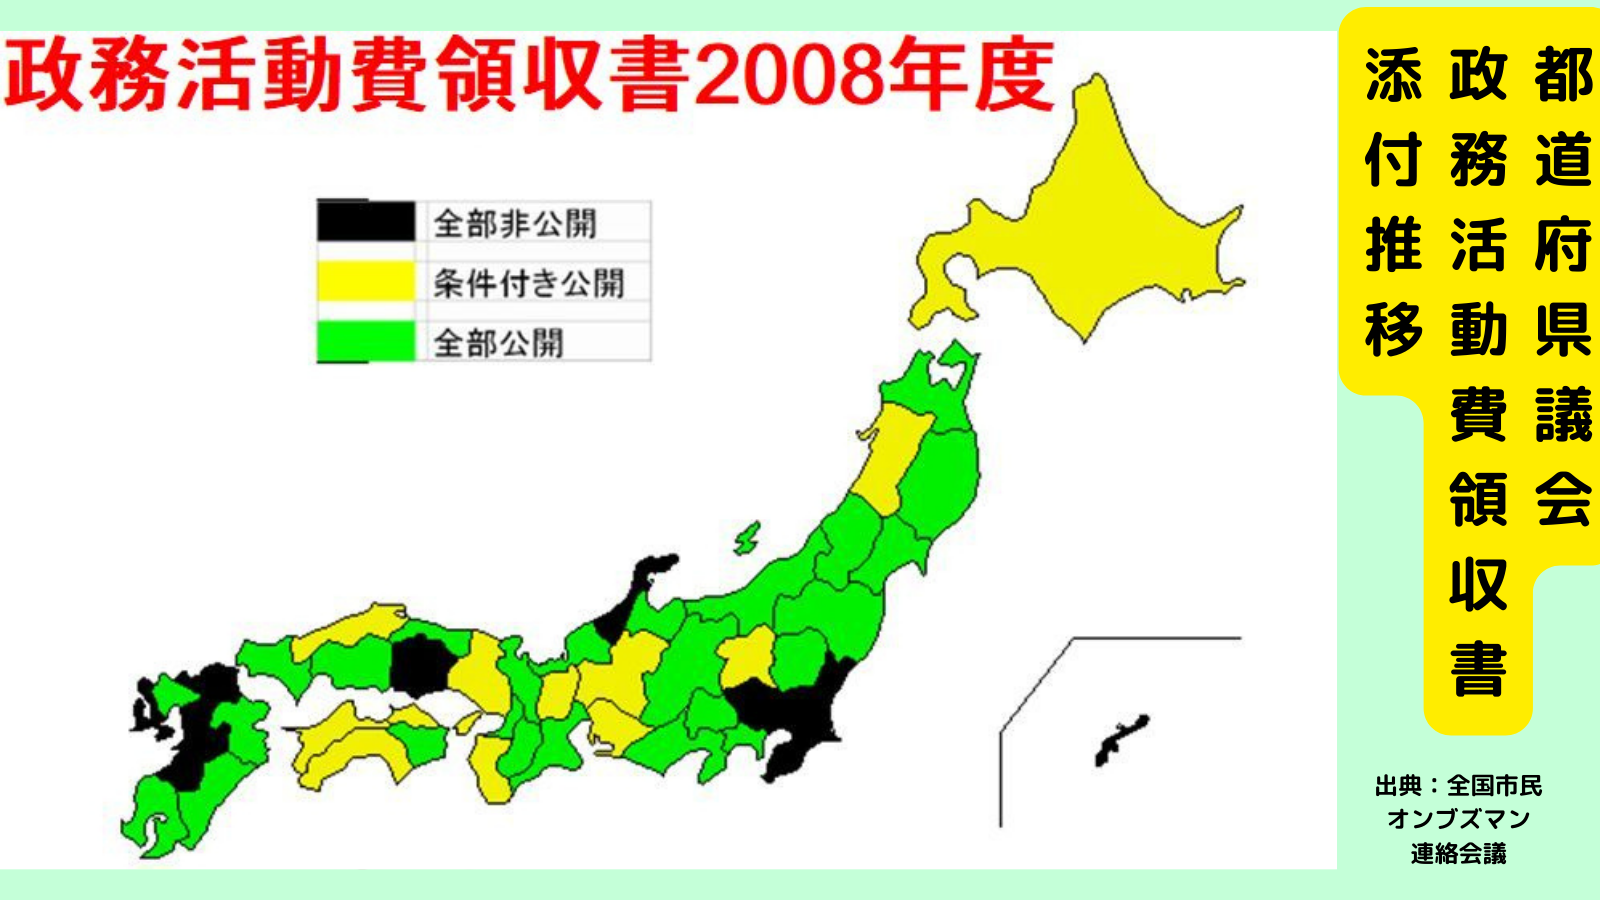 政務活動費領収書2008年度
全部非公開
条件付き公開
全部公開
都道府県議会
政務活動費領収書
添付推移
出典：全国市民
オンブズマン
連絡会議